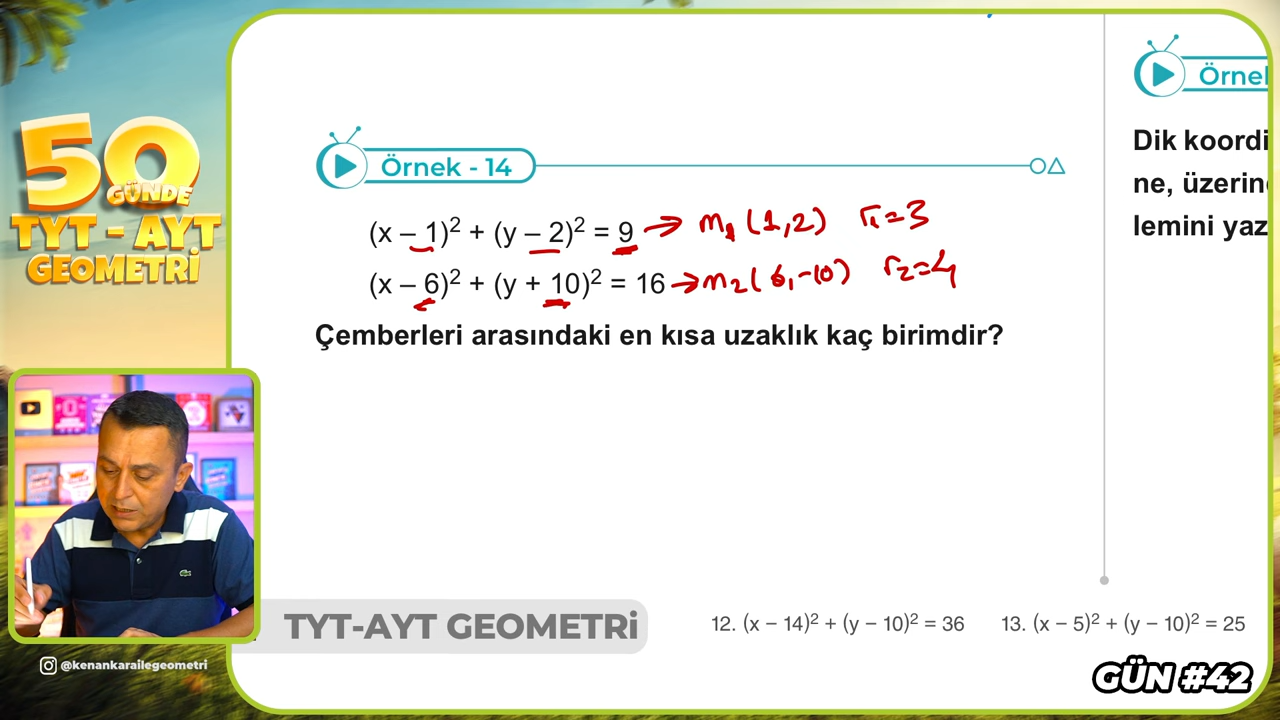 50
GÜNDE
TYT - AYT
GEOMETRİ
Örnek - 14
(x – 1)² + (y – 2)² = 9 → M₁ (1,2) r₁=3
(x – 6)² + (y + 10)² = 16 → M₂ (6,-10) r₂=4
Çemberleri arasındaki en kısa uzaklık kaç birimdir?
Örnel
Dik koordi
ne, üzerin
lemini yaz
TYT-AYT GEOMETRİ
12. (x – 14)² + (y – 10)² = 36 13. (x – 5)² + (y – 10)² = 25
@kenankarailegeometri
GÜN #42